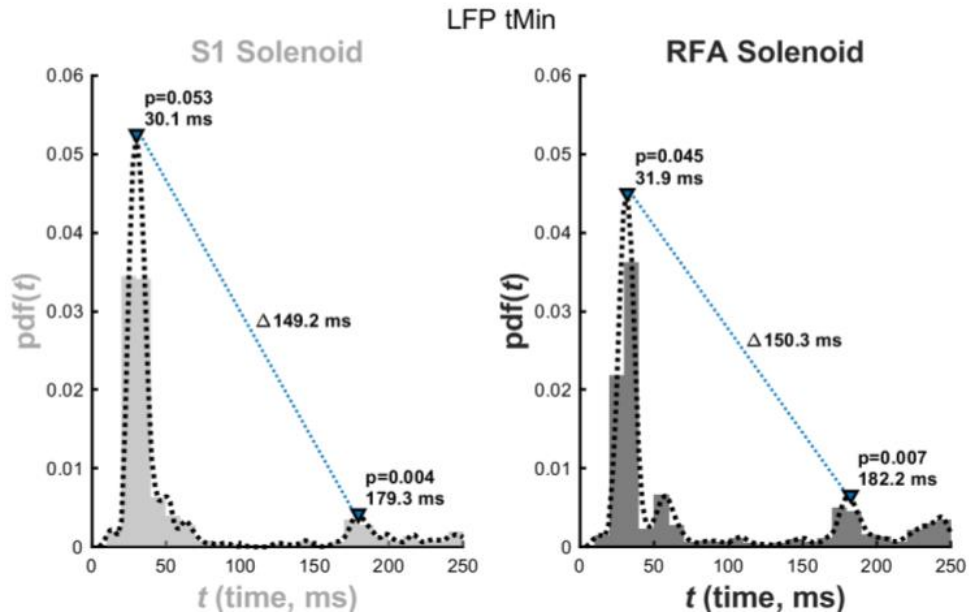 LFP tMin
S1 Solenoid
0.06
0.05
0.04
0.03
0.02
0.01
0
pdf(t)
p=0.053
30.1 ms
△149.2 ms
p=0.004
179.3 ms
0 50 100 150 200 250
t (time, ms)
RFA Solenoid
0.06
0.05
0.04
0.03
0.02
0.01
0
pdf(t)
p=0.045
31.9 ms
△150.3 ms
p=0.007
182.2 ms
0 50 100 150 200 250
t (time, ms)